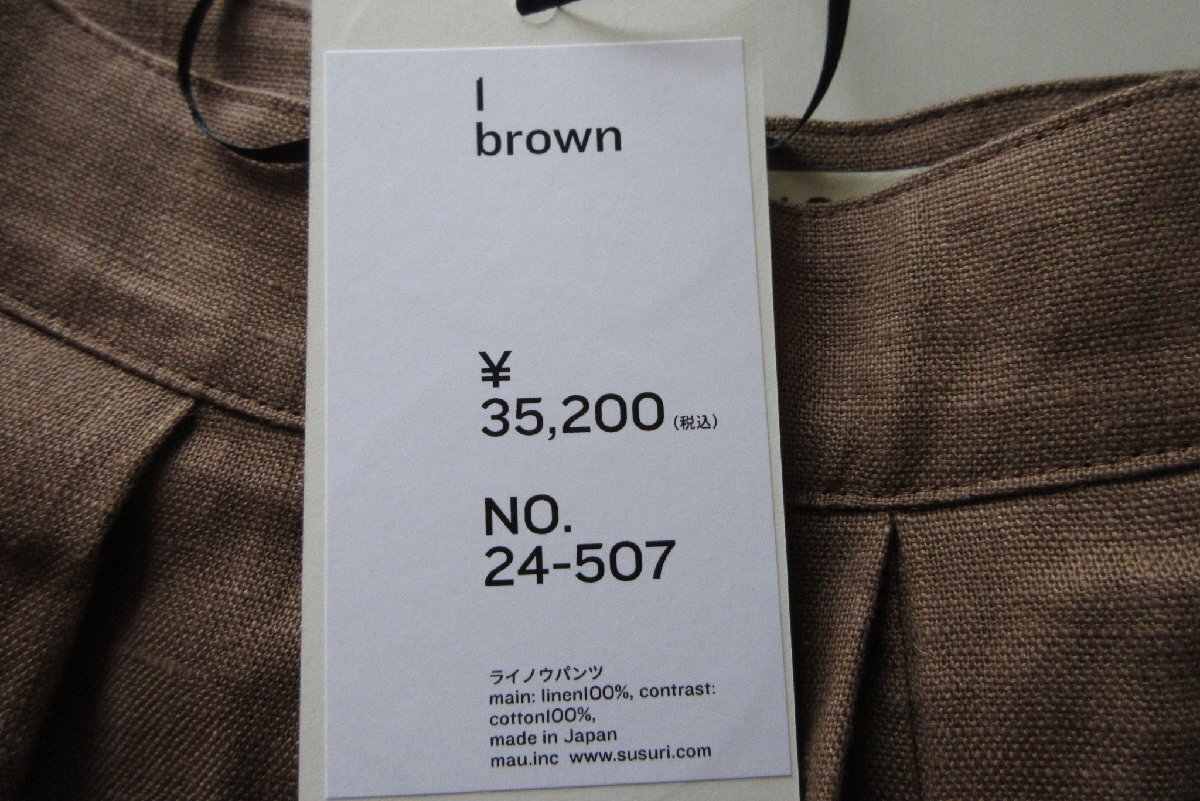 1
brown
¥
35,200 (税込)
NO.
24-507
ライノウパンツ
main: linen100%, contrast:
cotton100%,
made in Japan
mau.inc www.susuri.com